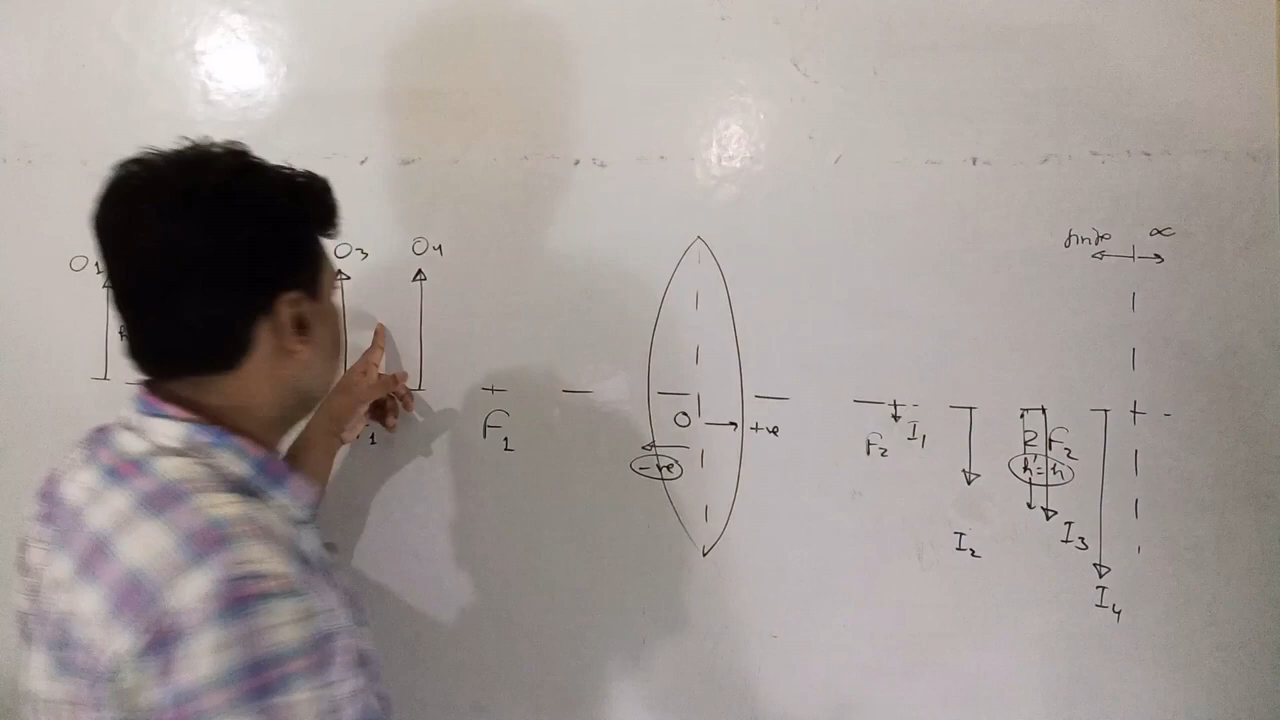 finite ∝
O1 O3 O4
h
F1
O
+ve
-ve
F2 I1
2F2
h'=h
I2 I3
I4